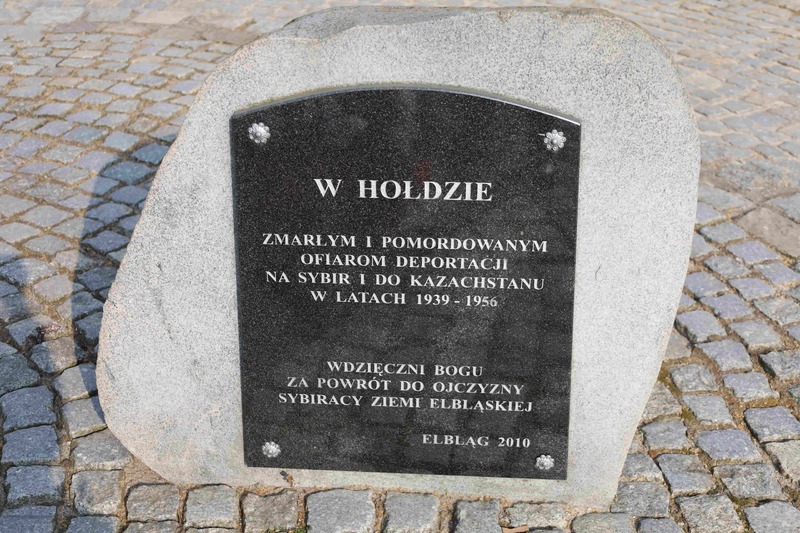 W HOŁDZIE
ZMARŁYM I POMORDOWANYM
OFIAROM DEPORTACJI
NA SYBIR I DO KAZACHSTANU
W LATACH 1939 - 1956
WDZIĘCZNI BOGU
ZA POWRÓT DO OJCZYZNY
SYBIRACY ZIEMI ELBLĄSKIEJ
ELBLĄG 2010